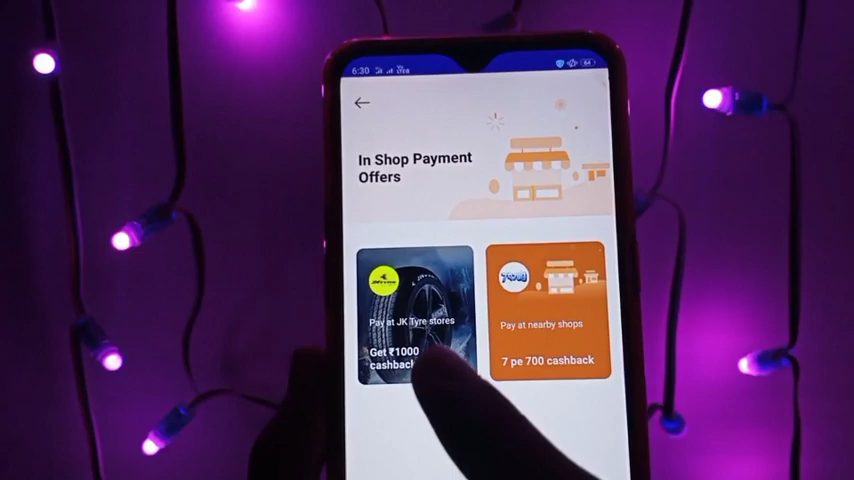 6:30
64
In Shop Payment
Offers
Pay at JK Tyre stores
Get ₹1000
cashback
Pay at nearby shops
7 pe 700 cashback